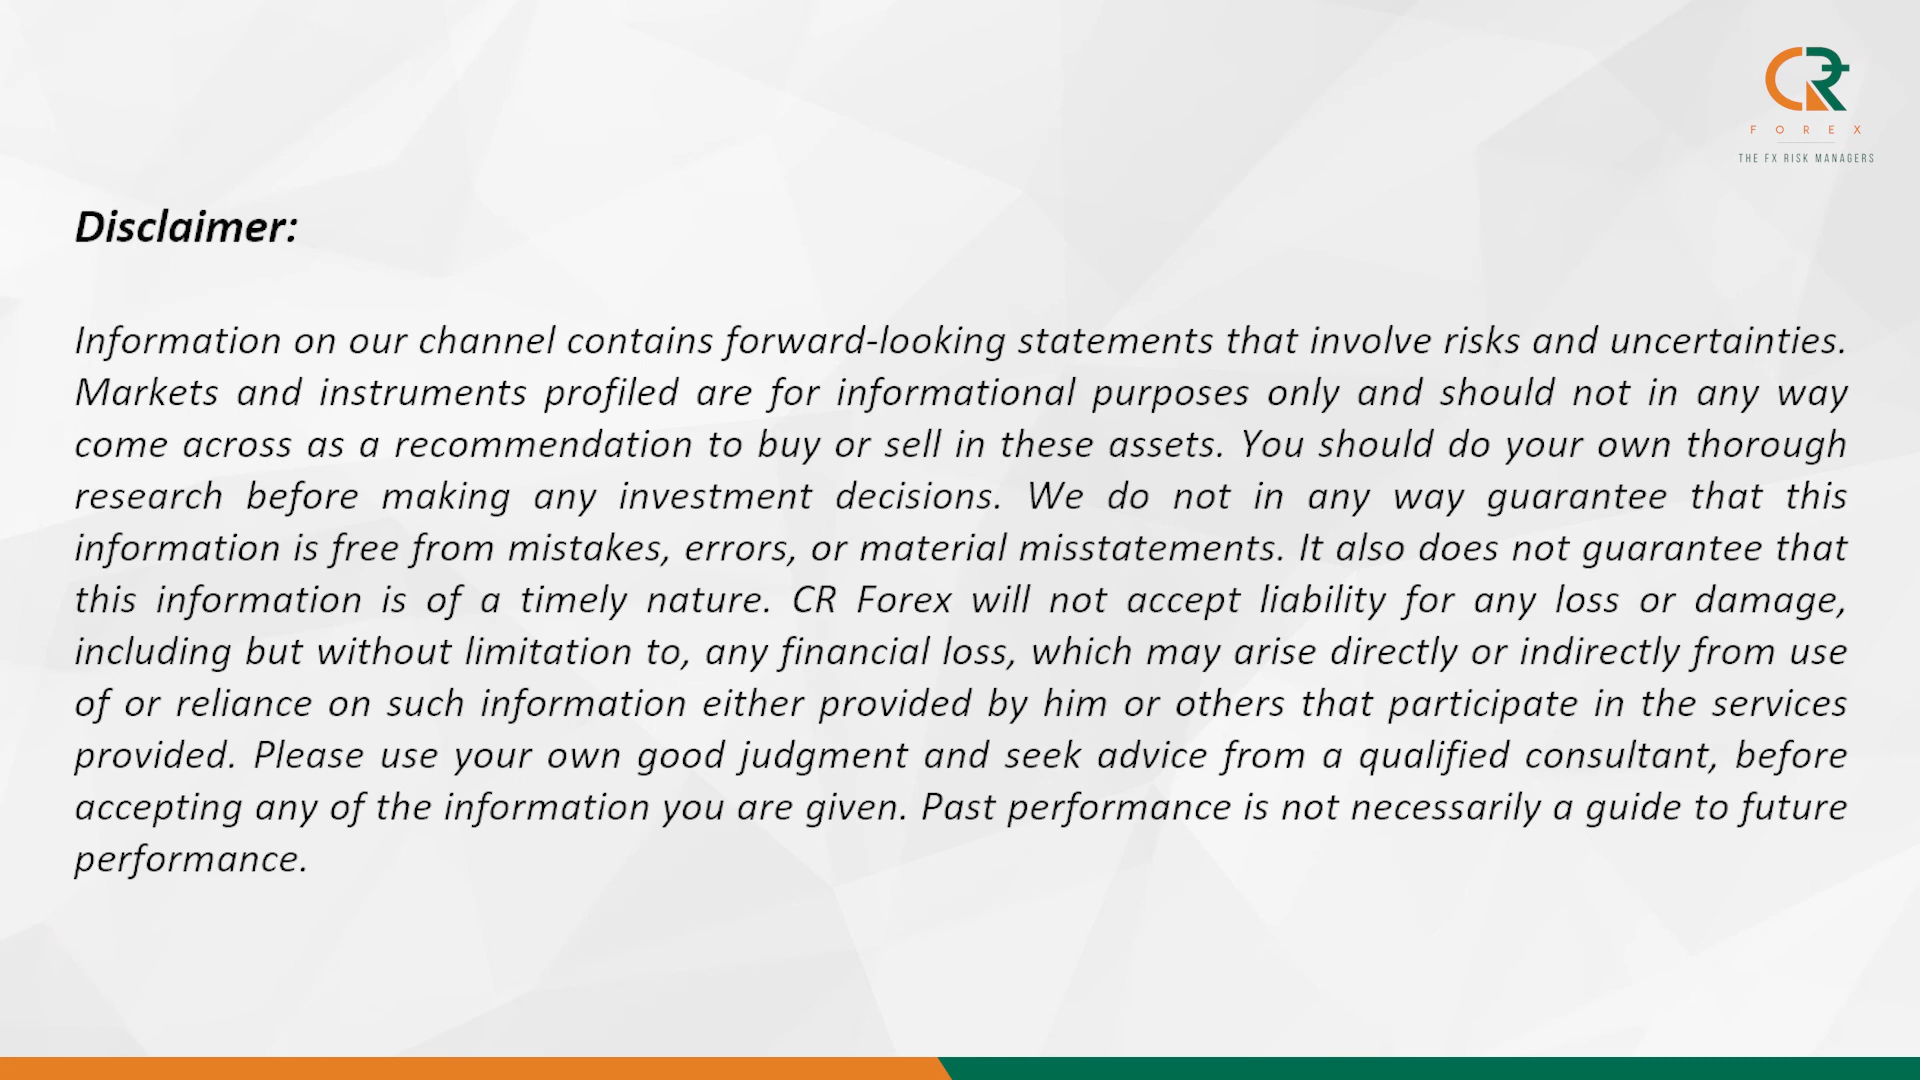 CR
FOREX
THE FX RISK MANAGERS
Disclaimer:
Information on our channel contains forward-looking statements that involve risks and uncertainties.
Markets and instruments profiled are for informational purposes only and should not in any way
come across as a recommendation to buy or sell in these assets. You should do your own thorough
research before making any investment decisions. We do not in any way guarantee that this
information is free from mistakes, errors, or material misstatements. It also does not guarantee that
this information is of a timely nature. CR Forex will not accept liability for any loss or damage,
including but without limitation to, any financial loss, which may arise directly or indirectly from use
of or reliance on such information either provided by him or others that participate in the services
provided. Please use your own good judgment and seek advice from a qualified consultant, before
accepting any of the information you are given. Past performance is not necessarily a guide to future
performance.